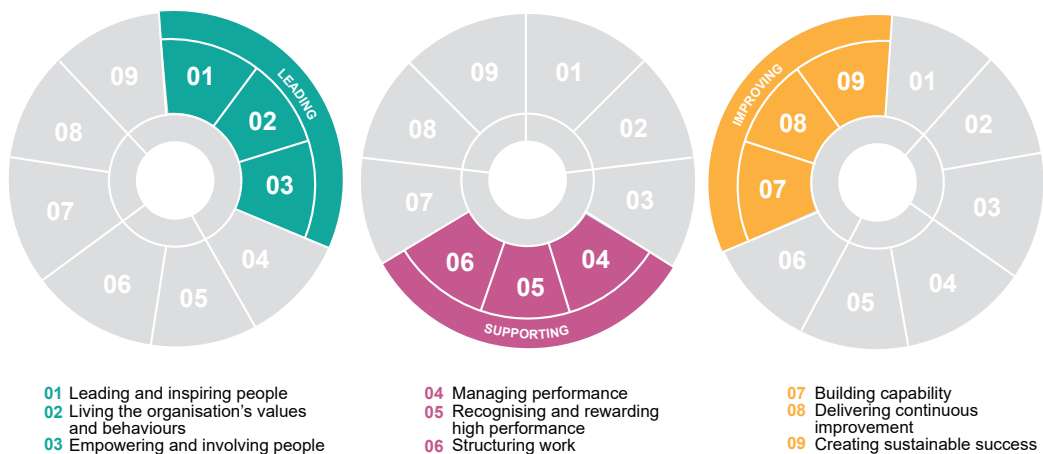 01
02
03
04
05
06
07
08
09
LEADING
01
02
03
04
05
06
07
08
09
SUPPORTING
01
02
03
04
05
06
07
08
09
IMPROVING
01 Leading and inspiring people
02 Living the organisation's values
and behaviours
03 Empowering and involving people
04 Managing performance
05 Recognising and rewarding
high performance
06 Structuring work
07 Building capability
08 Delivering continuous
improvement
09 Creating sustainable success